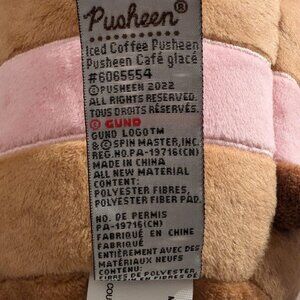 Pusheen®
Iced Coffee Pusheen
Pusheen Café glacé
#6065554
© PUSHEEN 2022
ALL RIGHTS RESERVED.
TOUS DROITS RÉSERVÉS.
© GUND
GUND LOGO™
& © SPIN MASTER, INC.
REG.NO.PA-19716(CN)
MADE IN CHINA
ALL NEW MATERIAL
CONTENT:
POLYESTER FIBRES,
POLYESTER FIBER PAD.
NO. DE PERMIS
PA-19716(CN)
FABRIQUÉ EN CHINE
FABRIQUÉ
ENTIÈREMENT AVEC DES
MATÉRIAUX NEUFS
CONTENU: